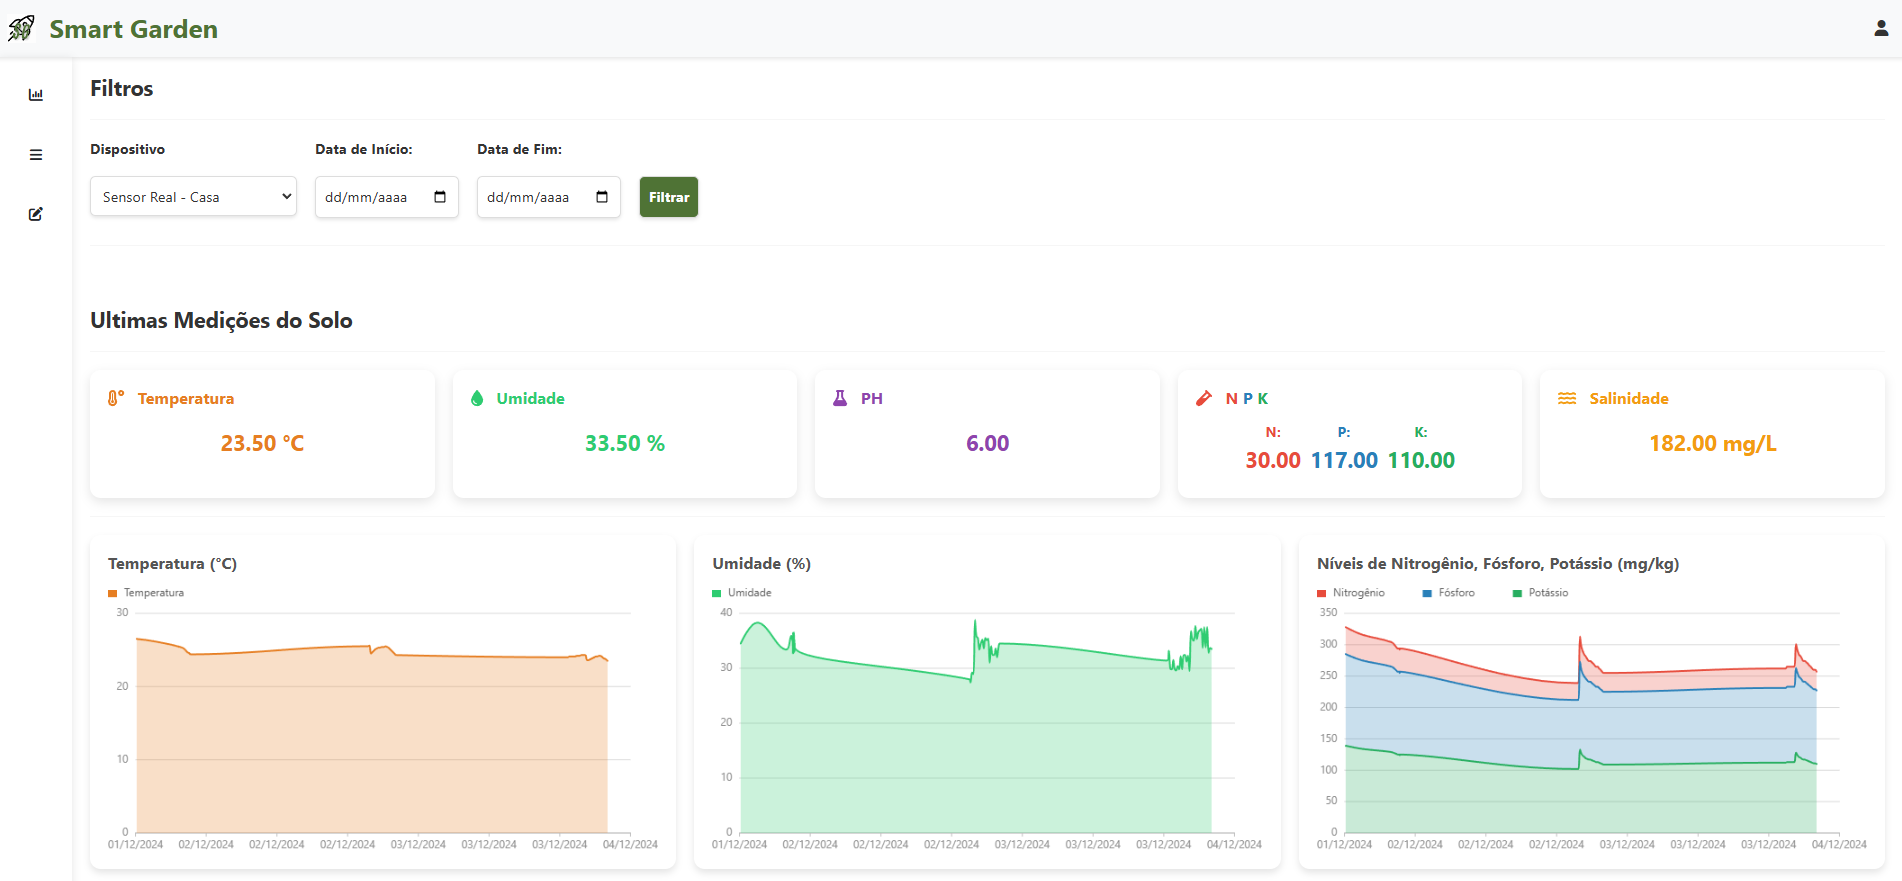 Smart Garden
Filtros
Dispositivo
Data de Início:
Data de Fim:
Sensor Real - Casa
dd/mm/aaaa
dd/mm/aaaa
Filtrar
Ultimas Medições do Solo
Temperatura
23.50 °C
Umidade
33.50 %
PH
6.00
N P K
N: P: K:
30.00 117.00 110.00
Salinidade
182.00 mg/L
Temperatura (°C)
Temperatura
30
20
10
0
01/12/2024 02/12/2024 02/12/2024 02/12/2024 03/12/2024 03/12/2024 03/12/2024 04/12/2024
Umidade (%)
Umidade
40
30
20
10
0
01/12/2024 02/12/2024 02/12/2024 02/12/2024 03/12/2024 03/12/2024 03/12/2024 04/12/2024
Níveis de Nitrogênio, Fósforo, Potássio (mg/kg)
Nitrogênio Fósforo Potássio
350
300
250
200
150
100
50
0
01/12/2024 02/12/2024 02/12/2024 02/12/2024 03/12/2024 03/12/2024 03/12/2024 04/12/2024